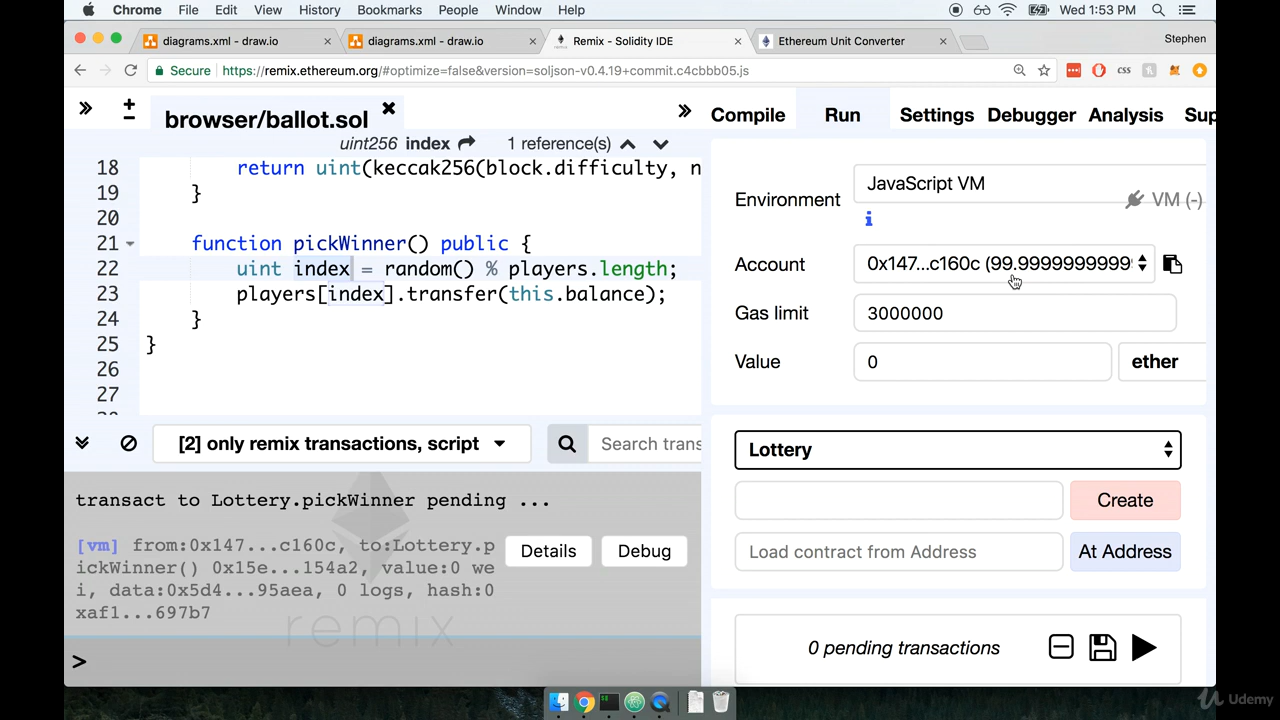 Chrome File Edit View History Bookmarks People Window Help Wed 1:53 PM
diagrams.xml - draw.io × diagrams.xml - draw.io × Remix - Solidity IDE × Ethereum Unit Converter × Stephen
Secure https://remix.ethereum.org/#optimize=false&version=soljson-v0.4.19+commit.c4cbbb05.js
browser/ballot.sol ×
Compile Run Settings Debugger Analysis Sup
uint256 index 1 reference(s)
18 return uint(keccak256(block.difficulty, n
19 }
20
21 function pickWinner() public {
22 uint index = random() % players.length;
23 players[index].transfer(this.balance);
24 }
25 }
26
27
Environment JavaScript VM VM (-)
i
Account 0x147...c160c (99.9999999999
Gas limit 3000000
Value 0 ether
[2] only remix transactions, script Search trans
Lottery
Create
Load contract from Address At Address
0 pending transactions
transact to Lottery.pickWinner pending ...
[vm] from:0x147...c160c, to:Lottery.p
ickWinner() 0x15e...154a2, value:0 we
i, data:0x5d4...95aea, 0 logs, hash:0
xaf1...697b7
Details Debug
remix
>
Udemy